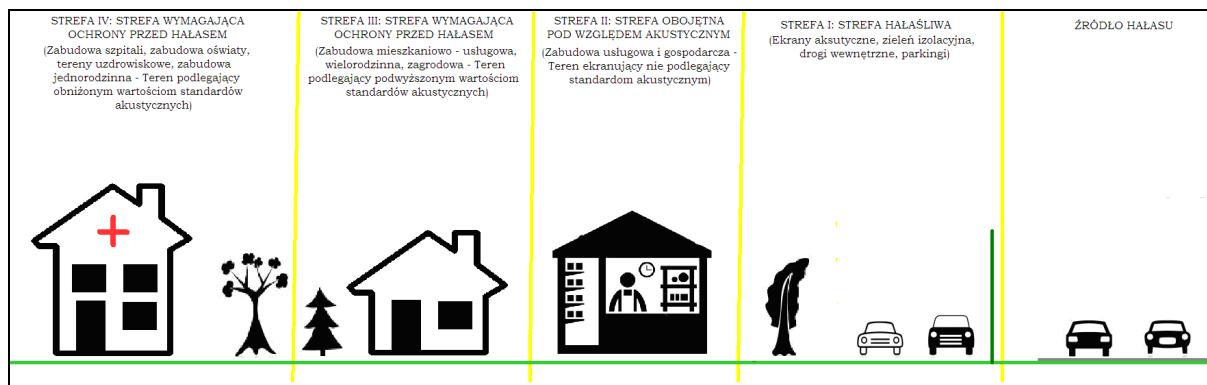 STREFA IV: STREFA WYMAGAJĄCA
OCHRONY PRZED HAŁASEM
(Zabudowa szpitali, zabudowa oświaty,
tereny uzdrowiskowe, zabudowa
jednorodzinna - Teren podlegający
obniżonym wartościom standardów
akustycznych)
STREFA III: STREFA WYMAGAJĄCA
OCHRONY PRZED HAŁASEM
(Zabudowa mieszkaniowo - usługowa,
wielorodzinna, zagrodowa - Teren
podlegający podwyższonym wartościom
standardów akustycznych)
STREFA II: STREFA OBOJĘTNA
POD WZGLĘDEM AKUSTYCZNYM
(Zabudowa usługowa i gospodarcza -
Teren ekranujący nie podlegający
standardom akustycznym)
STREFA I: STREFA HAŁAŚLIWA
(Ekrany aksutyczne, zieleń izolacyjna,
drogi wewnętrzne, parkingi)
ŹRÓDŁO HAŁASU